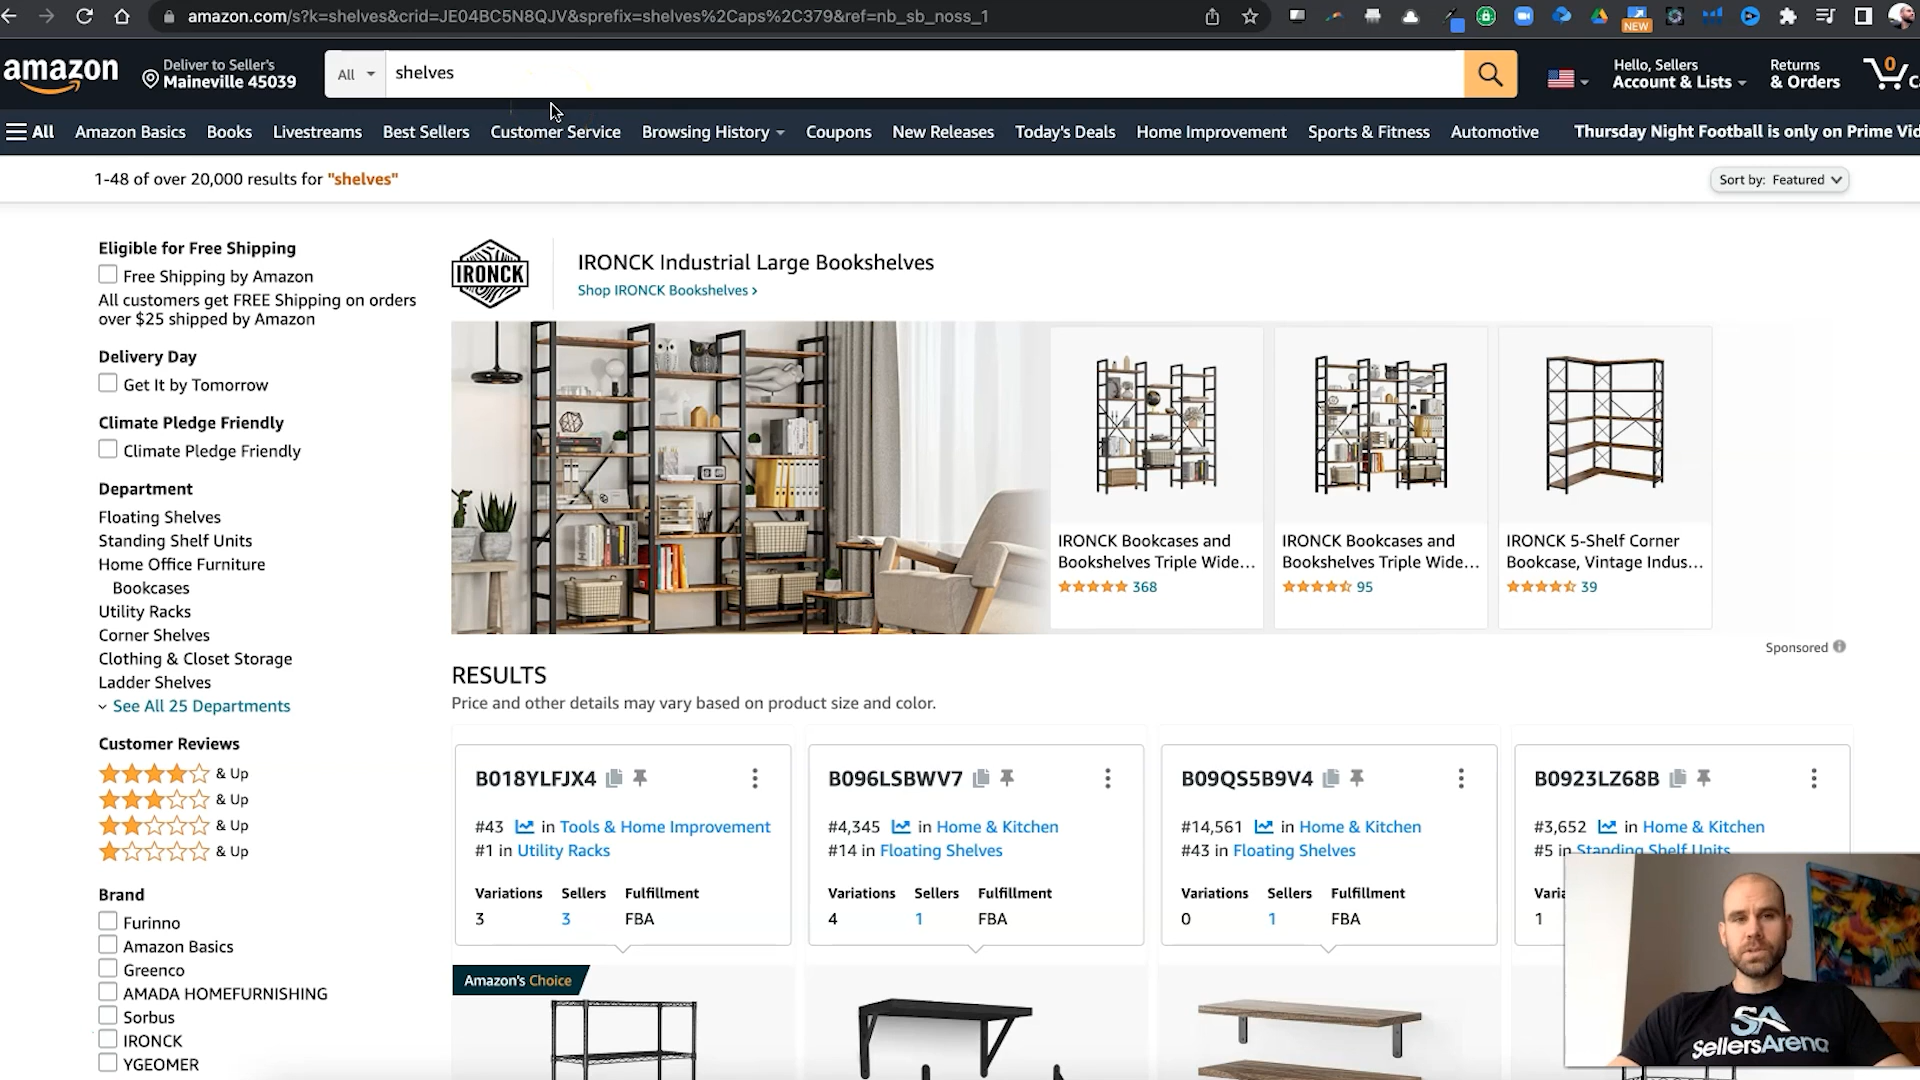 amazon.com/s?k=shelves&crid=JE04BC5N8QJV&sprefix=shelves%2Caps%2C379&ref=nb_sb_noss_1
NEW
amazon
Deliver to Seller's
Maineville 45039
All
shelves
Hello, Sellers
Account & Lists
Returns
& Orders
0
C
All Amazon Basics Books Livestreams Best Sellers Customer Service Browsing History Coupons New Releases Today's Deals Home Improvement Sports & Fitness Automotive Thursday Night Football is only on Prime Vid
1-48 of over 20,000 results for "shelves"
Sort by: Featured
Eligible for Free Shipping
Free Shipping by Amazon
All customers get FREE Shipping on orders
over $25 shipped by Amazon
Delivery Day
Get It by Tomorrow
Climate Pledge Friendly
Climate Pledge Friendly
Department
Floating Shelves
Standing Shelf Units
Home Office Furniture
Bookcases
Utility Racks
Corner Shelves
Clothing & Closet Storage
Ladder Shelves
See All 25 Departments
Customer Reviews
& Up
& Up
& Up
& Up
Brand
Furinno
Amazon Basics
Greenco
AMADA HOMEFURNISHING
Sorbus
IRONCK
YGEOMER
IRONCK
IRONCK Industrial Large Bookshelves
Shop IRONCK Bookshelves ›
IRONCK Bookcases and
Bookshelves Triple Wide...
368
IRONCK Bookcases and
Bookshelves Triple Wide...
95
IRONCK 5-Shelf Corner
Bookcase, Vintage Indus...
39
Sponsored
RESULTS
Price and other details may vary based on product size and color.
B018YLFJX4
#43 in Tools & Home Improvement
#1 in Utility Racks
Variations Sellers Fulfillment
3 3 FBA
B096LSBWV7
#4,345 in Home & Kitchen
#14 in Floating Shelves
Variations Sellers Fulfillment
4 1 FBA
B09QS5B9V4
#14,561 in Home & Kitchen
#43 in Floating Shelves
Variations Sellers Fulfillment
0 1 FBA
B0923LZ68B
#3,652 in Home & Kitchen
#5 in Standing Shelf Units
Varia
1
Amazon's Choice
SA
SellersArena